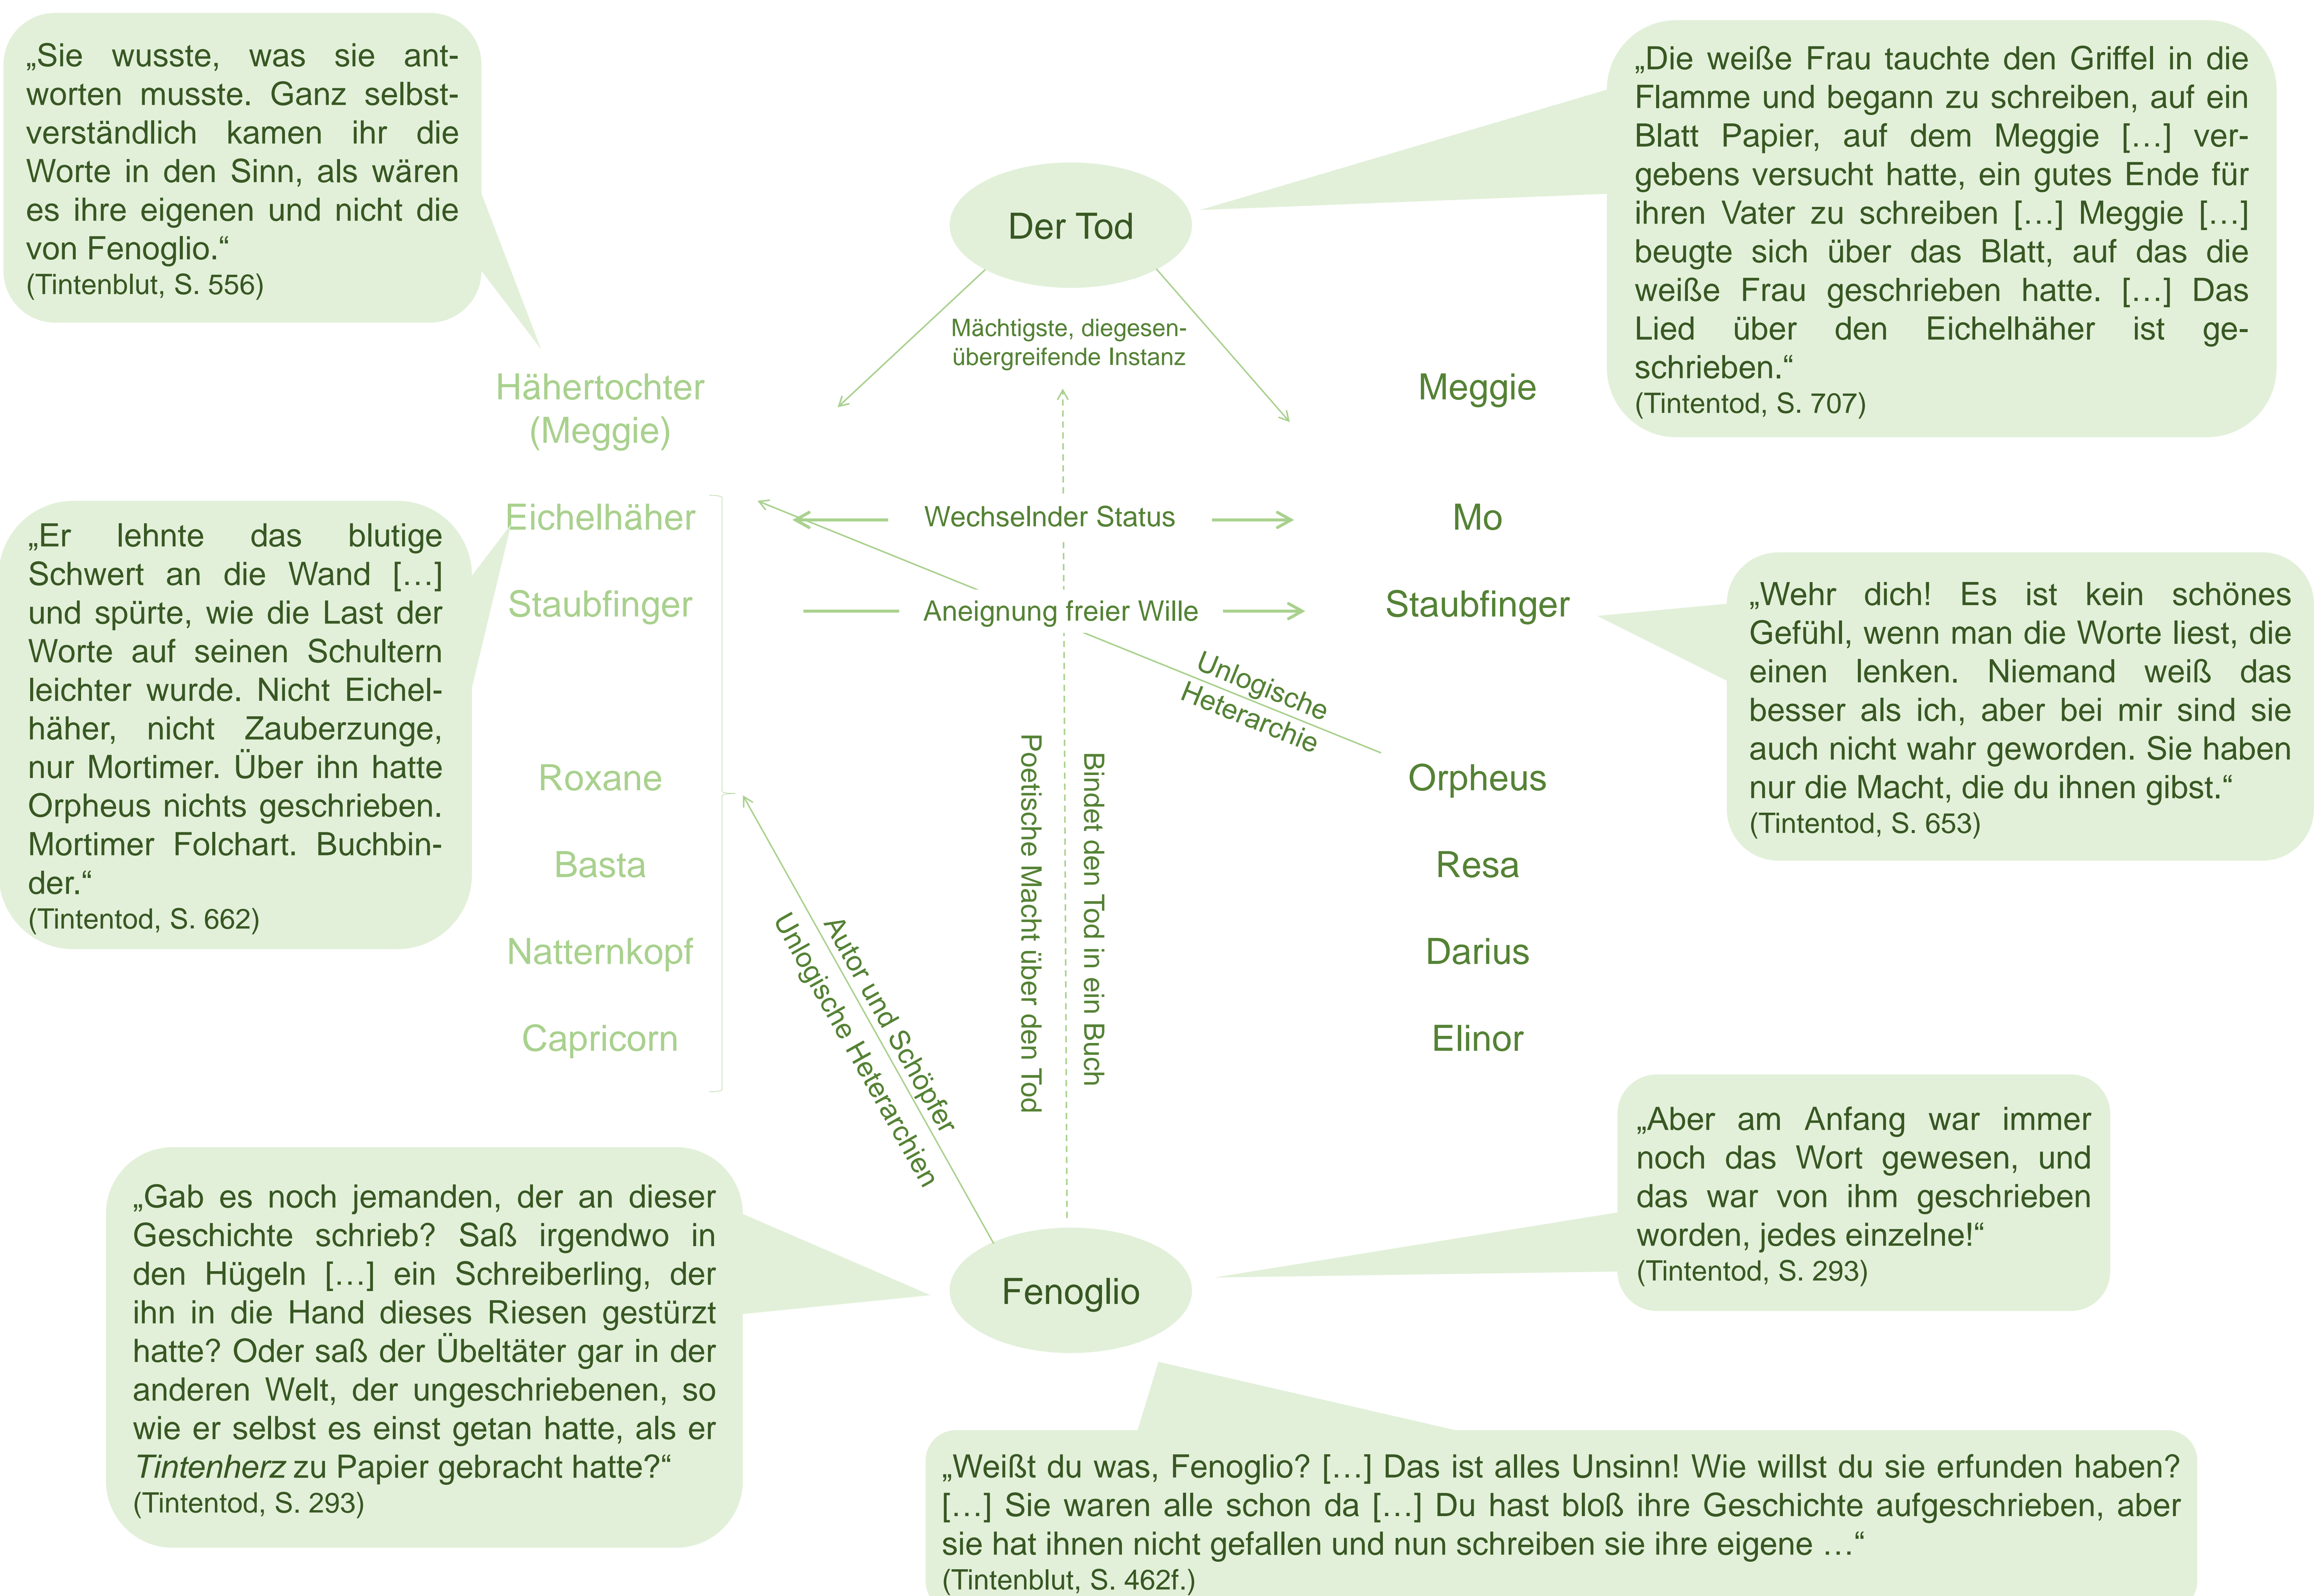 „Sie wusste, was sie ant-
worten musste. Ganz selbst-
verständlich kamen ihr die
Worte in den Sinn, als wären
es ihre eigenen und nicht die
von Fenoglio.“
(Tintenblut, S. 556)
„Die weiße Frau tauchte den Griffel in die
Flamme und begann zu schreiben, auf ein
Blatt Papier, auf dem Meggie […] ver-
gebens versucht hatte, ein gutes Ende für
ihren Vater zu schreiben […] Meggie […]
beugte sich über das Blatt, auf das die
weiße Frau geschrieben hatte. […] Das
Lied über den Eichelhäher ist ge-
schrieben.“
(Tintentod, S. 707)
Der Tod
Mächtigste, diegesen-
übergreifende Instanz
Hähertochter
(Meggie)
Meggie
Eichelhäher
Wechselnder Status
Mo
Staubfinger
Aneignung freier Wille
Staubfinger
„Er lehnte das blutige
Schwert an die Wand […]
und spürte, wie die Last der
Worte auf seinen Schultern
leichter wurde. Nicht Eichel-
häher, nicht Zauberzunge,
nur Mortimer. Über ihn hatte
Orpheus nichts geschrieben.
Mortimer Folchart. Buchbin-
der.“
(Tintentod, S. 662)
„Wehr dich! Es ist kein schönes
Gefühl, wenn man die Worte liest, die
einen lenken. Niemand weiß das
besser als ich, aber bei mir sind sie
auch nicht wahr geworden. Sie haben
nur die Macht, die du ihnen gibst.“
(Tintentod, S. 653)
Unlogische
Heterarchie
Roxane
Orpheus
Basta
Resa
Natternkopf
Darius
Capricorn
Elinor
Poetische Macht über den Tod
Bindet den Tod in ein Buch
Autor und Schöpfer
Unlogische Heterarchien
„Aber am Anfang war immer
noch das Wort gewesen, und
das war von ihm geschrieben
worden, jedes einzelne!“
(Tintentod, S. 293)
„Gab es noch jemanden, der an dieser
Geschichte schrieb? Saß irgendwo in
den Hügeln […] ein Schreiberling, der
ihn in die Hand dieses Riesen gestürzt
hatte? Oder saß der Übeltäter gar in der
anderen Welt, der ungeschriebenen, so
wie er selbst es einst getan hatte, als er
Tintenherz zu Papier gebracht hatte?“
(Tintentod, S. 293)
Fenoglio
„Weißt du was, Fenoglio? […] Das ist alles Unsinn! Wie willst du sie erfunden haben?
[…] Sie waren alle schon da […] Du hast bloß ihre Geschichte aufgeschrieben, aber
sie hat ihnen nicht gefallen und nun schreiben sie ihre eigene …“
(Tintenblut, S. 462f.)